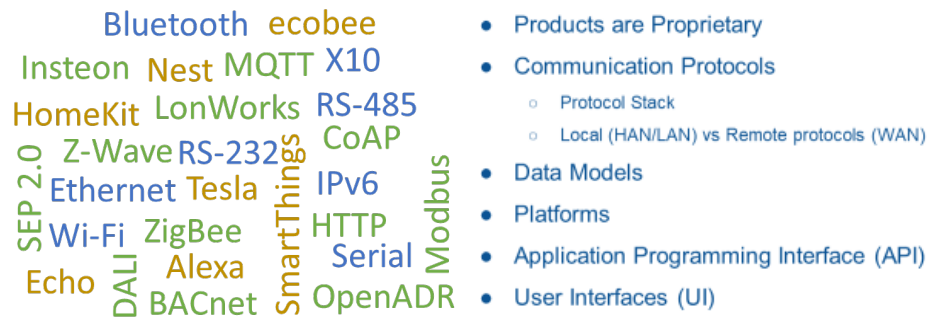 Bluetooth ecobee
Insteon Nest MQTT X10
HomeKit LonWorks RS-485
Z-Wave RS-232 CoAP
SEP 2.0
Ethernet Tesla SmartThings IPv6 Modbus
Wi-Fi ZigBee HTTP
Serial
Echo DALI Alexa
BACnet OpenADR
● Products are Proprietary
● Communication Protocols
○ Protocol Stack
○ Local (HAN/LAN) vs Remote protocols (WAN)
● Data Models
● Platforms
● Application Programming Interface (API)
● User Interfaces (UI)